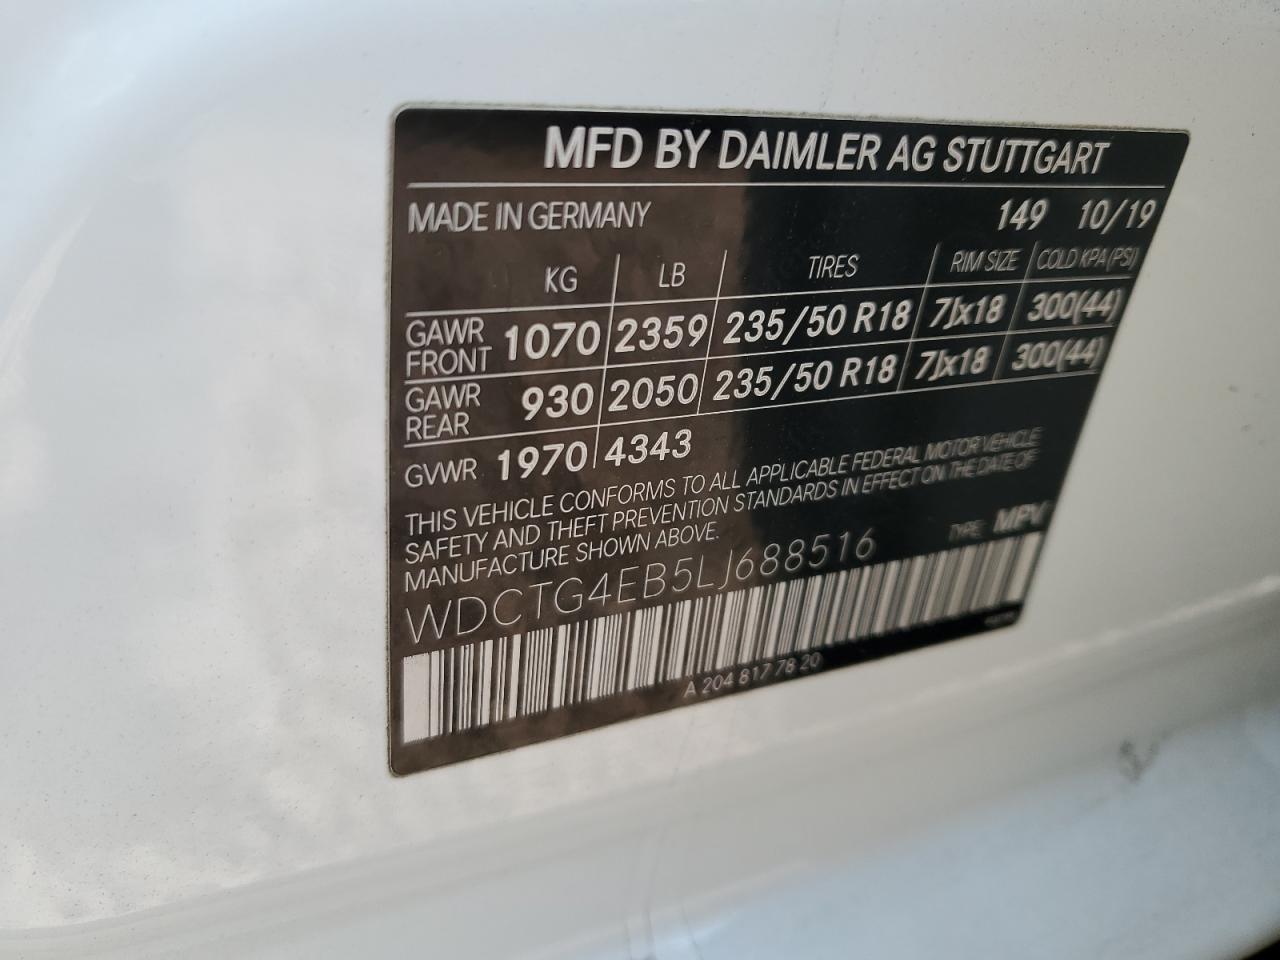 MFD BY DAIMLER AG STUTTGART
MADE IN GERMANY 149 10/19
KG LB TIRES RIM SIZE COLD KPA (PSI)
GAWR FRONT 1070 2359 235/50 R18 7Jx18 300(44)
GAWR REAR 930 2050 235/50 R18 7Jx18 300(44)
GVWR 1970 4343
THIS VEHICLE CONFORMS TO ALL APPLICABLE FEDERAL MOTOR VEHICLE
SAFETY AND THEFT PREVENTION STANDARDS IN EFFECT ON THE DATE OF
MANUFACTURE SHOWN ABOVE.
WDCTG4EB5LJ688516 TYPE: MPV
A 204 817 78 20